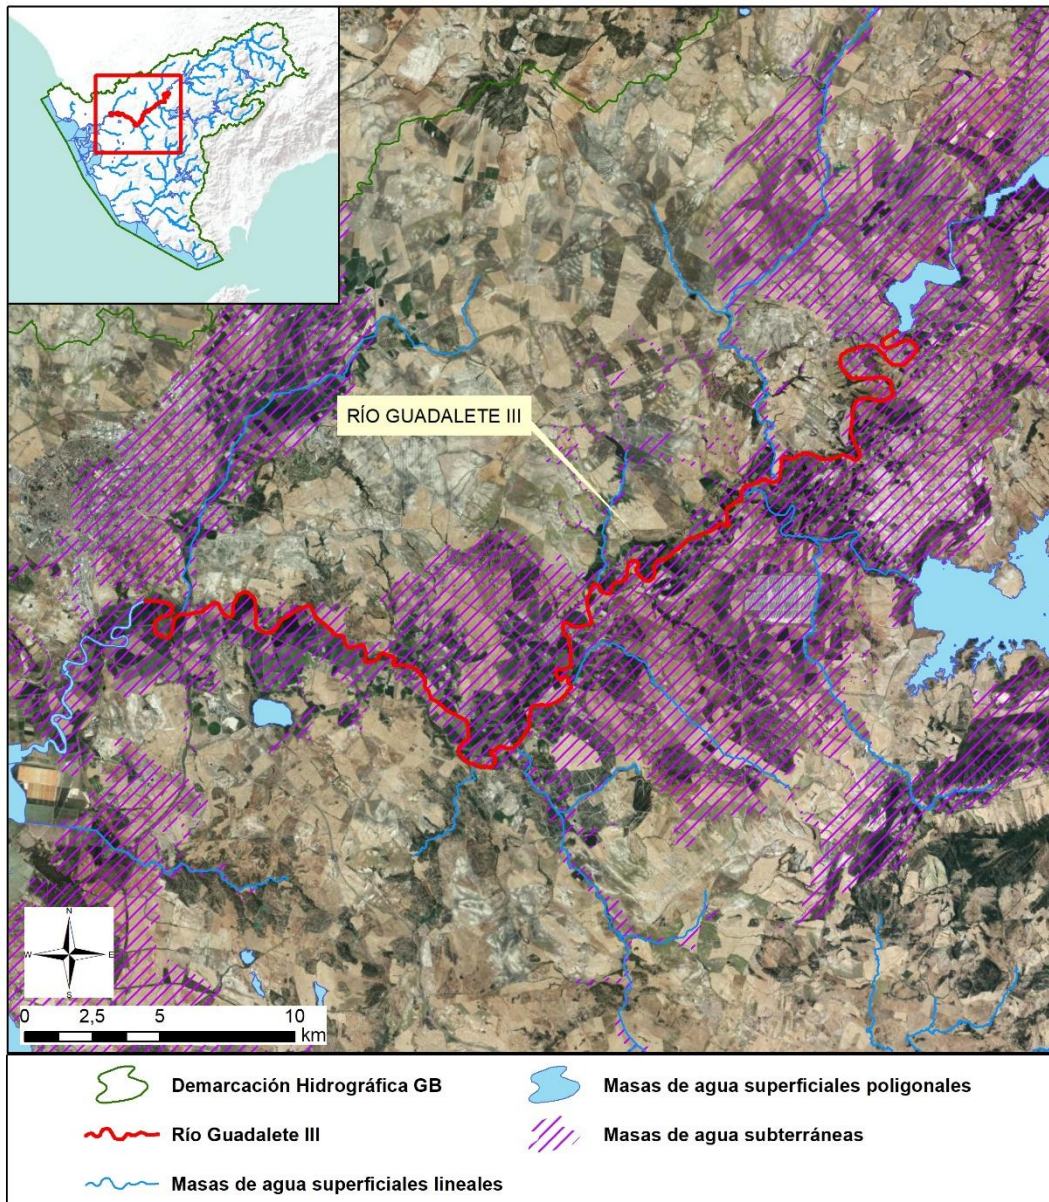 RÍO GUADALETE III
N
W E
S
0 2,5 5 10
km
Demarcación Hidrográfica GB
Masas de agua superficiales poligonales
Río Guadalete III
Masas de agua subterráneas
Masas de agua superficiales lineales